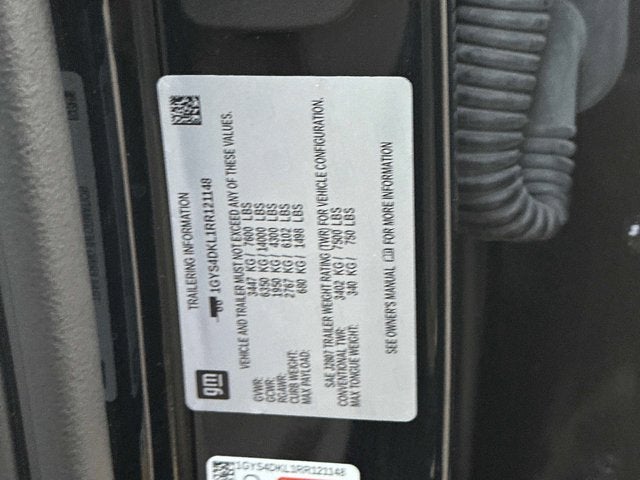 gm
TRAILERING INFORMATION
1GYS4DKL1RR121148
VEHICLE AND TRAILER MUST NOT EXCEED ANY OF THESE VALUES.
GVWR: 3447 KG / 7600 LBS
GCWR: 6350 KG / 14000 LBS
RGAWR: 1950 KG / 4300 LBS
CURB WEIGHT: 2767 KG / 6102 LBS
MAX PAYLOAD: 680 KG / 1498 LBS
SAE J2807 TRAILER WEIGHT RATING (TWR) FOR VEHICLE CONFIGURATION.
CONVENTIONAL TWR: 3402 KG / 7500 LBS
MAX TONGUE WEIGHT: 340 KG / 750 LBS
SEE OWNER'S MANUAL FOR MORE INFORMATION
1GYS4DKL1RR121148